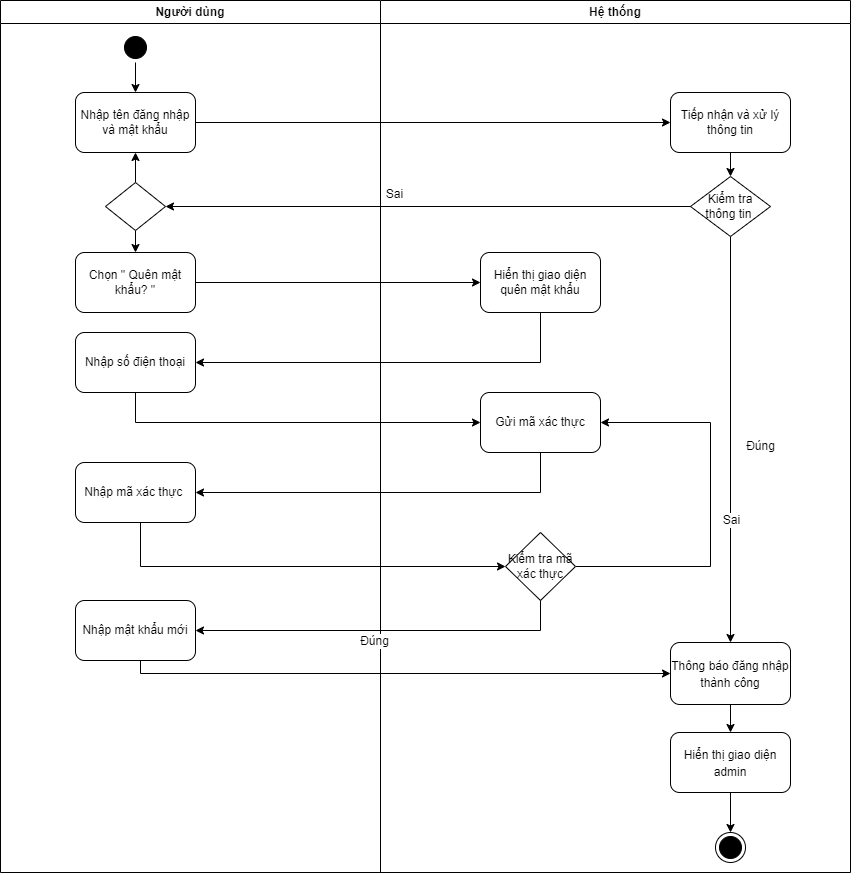 Người dùng
Hệ thống
Nhập tên đăng nhập
và mật khẩu
Tiếp nhận và xử lý
thông tin
Sai
Kiểm tra
thông tin
Chọn " Quên mật
khẩu? "
Hiển thị giao diện
quên mật khẩu
Nhập số điện thoại
Gửi mã xác thực
Đúng
Nhập mã xác thực
Sai
Kiểm tra mã
xác thực
Nhập mật khẩu mới
Đúng
Thông báo đăng nhập
thành công
Hiển thị giao diện
admin